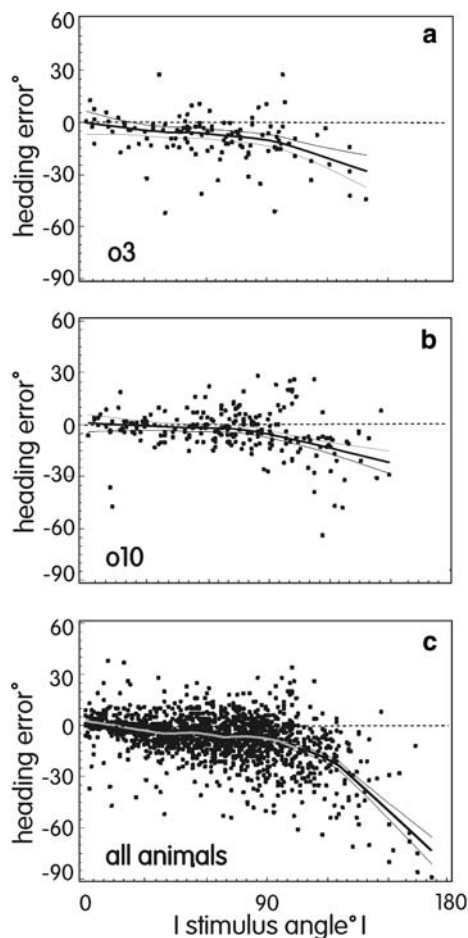 a
60
30
0
-30
-60
-90
heading error°
o3
b
60
30
0
-30
-60
-90
heading error°
o10
c
60
30
0
-30
-60
-90
heading error°
all animals
0 90 180
| stimulus angle° |